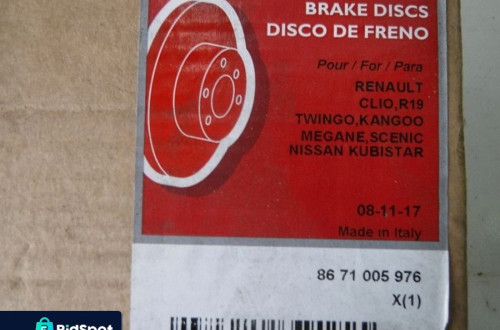 BRAKE DISCS
DISCO DE FRENO
Pour / For / Para
RENAULT
CLIO,R19
TWINGO,KANGOO
MEGANE,SCENIC
NISSAN KUBISTAR
08-11-17
Made in Italy
86 71 005 976
X(1)
BidSpot